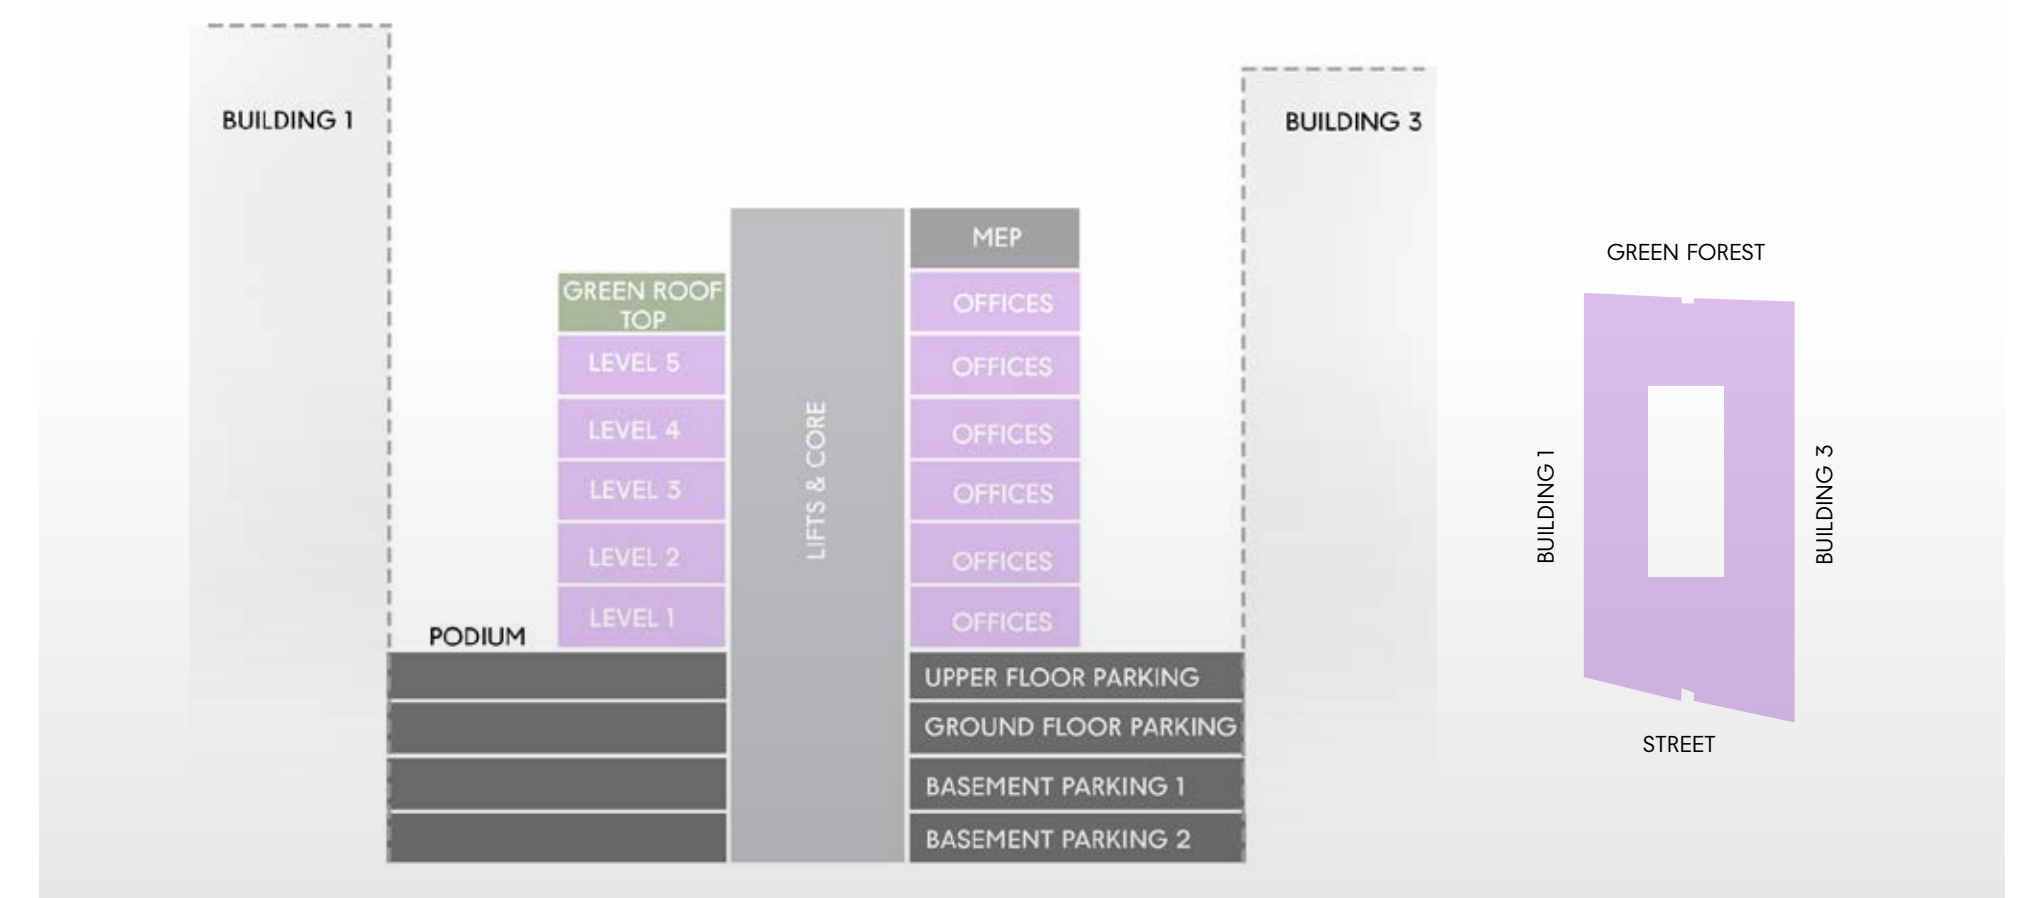 BUILDING 1
BUILDING 3
MEP
GREEN ROOF
TOP
OFFICES
LEVEL 5
OFFICES
LEVEL 4
OFFICES
LEVEL 3
OFFICES
LEVEL 2
OFFICES
LEVEL 1
OFFICES
LIFTS & CORE
PODIUM
UPPER FLOOR PARKING
GROUND FLOOR PARKING
BASEMENT PARKING 1
BASEMENT PARKING 2
GREEN FOREST
BUILDING 1
BUILDING 3
STREET